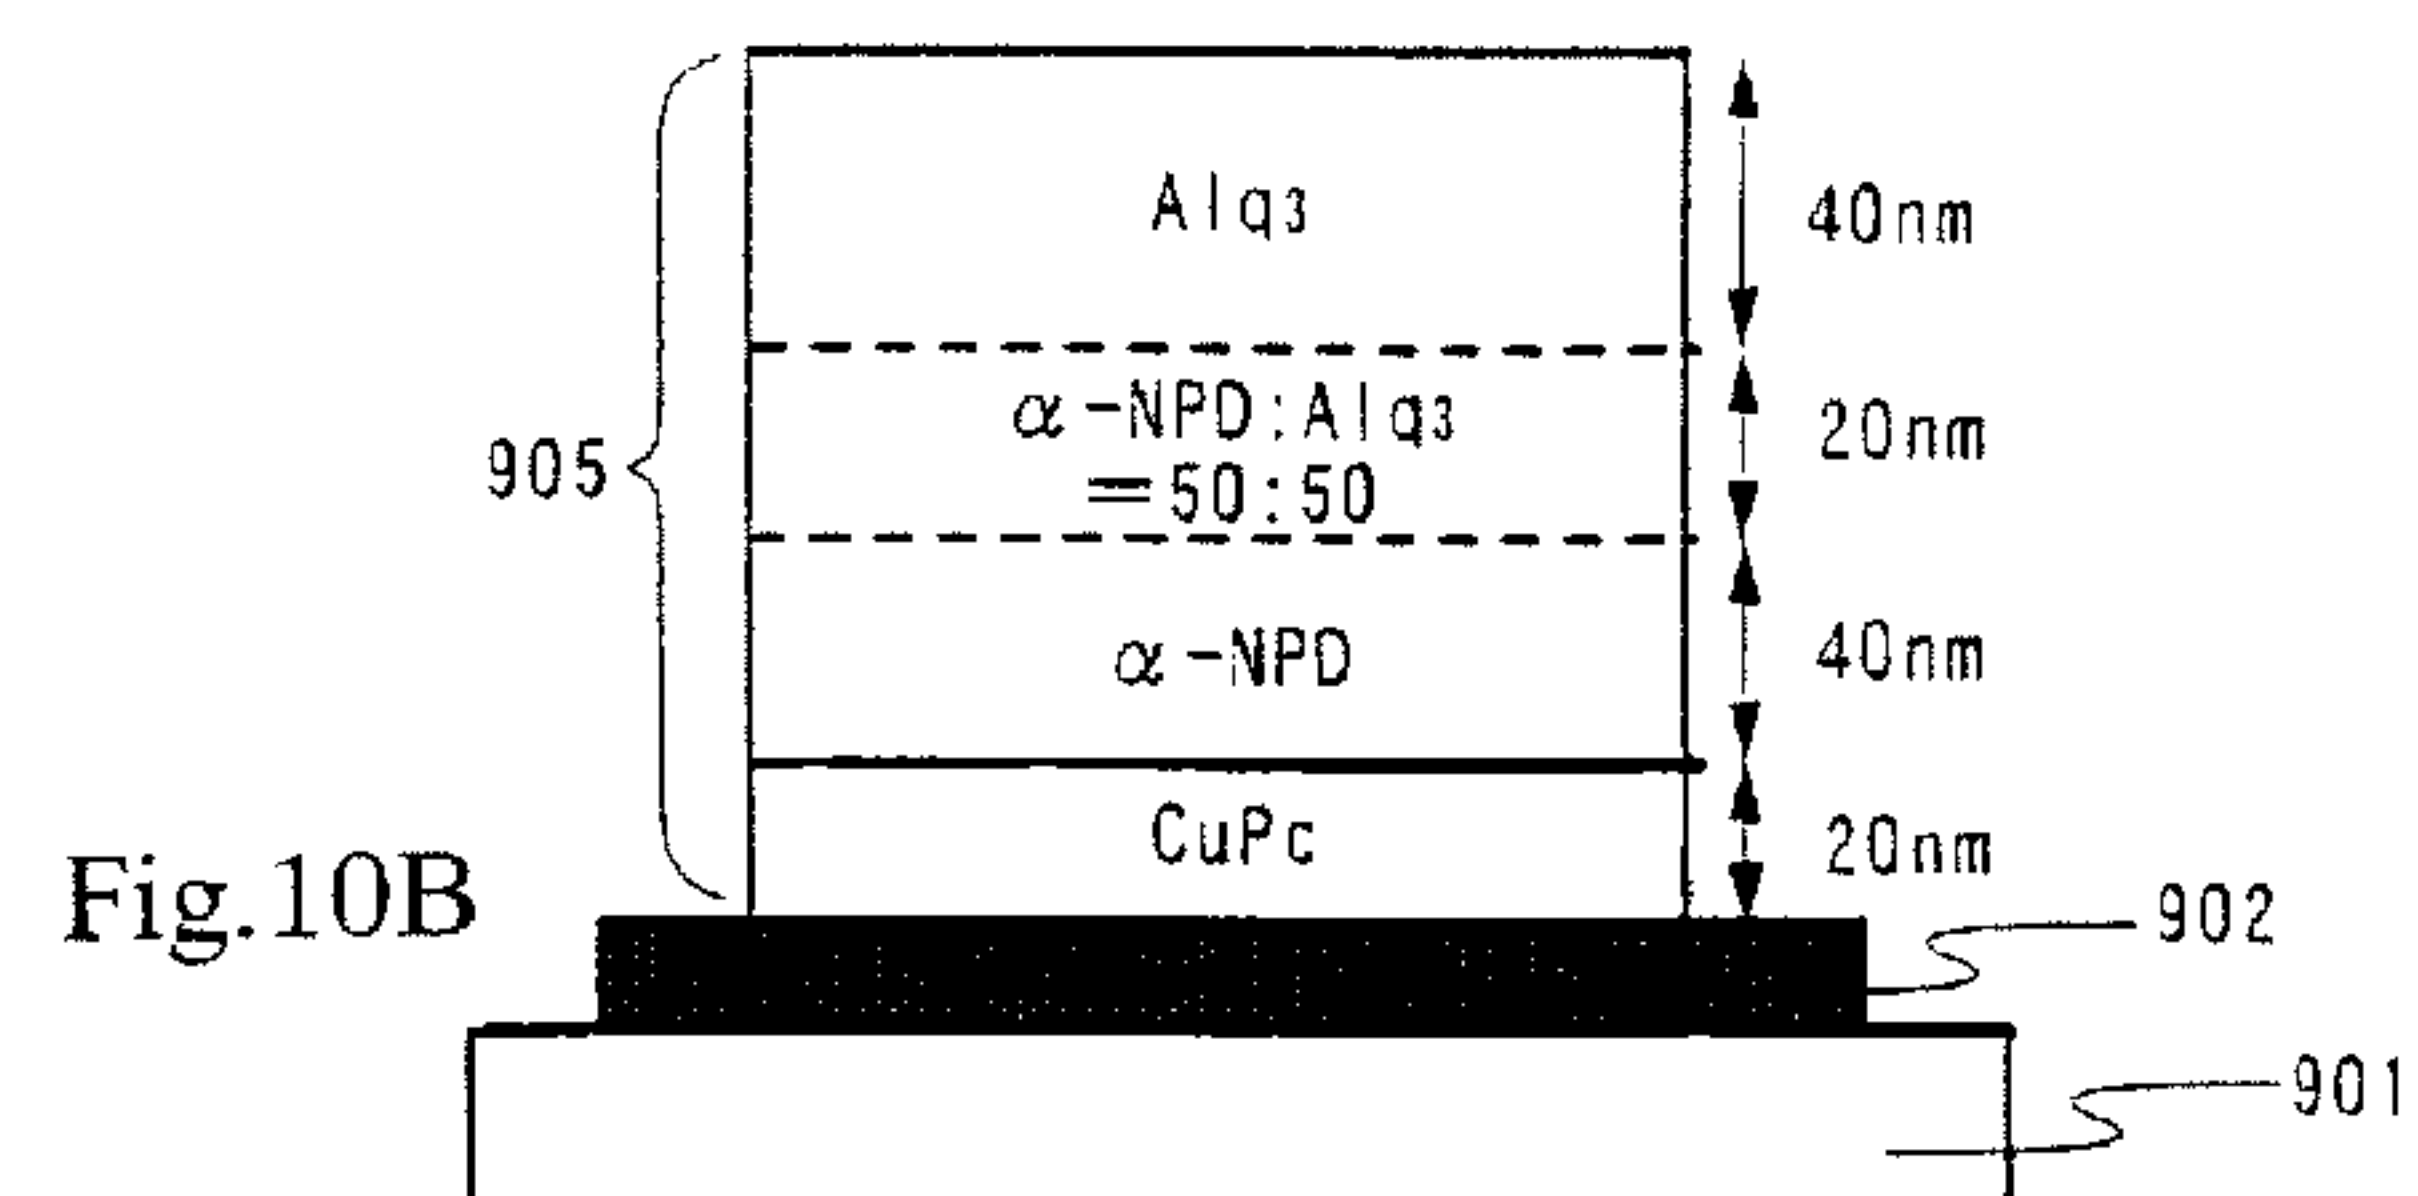 Alq3
40nm
α-NPD:Alq3
=50:50
20nm
905
α-NPD
40nm
CuPc
20nm
Fig.10B
902
901